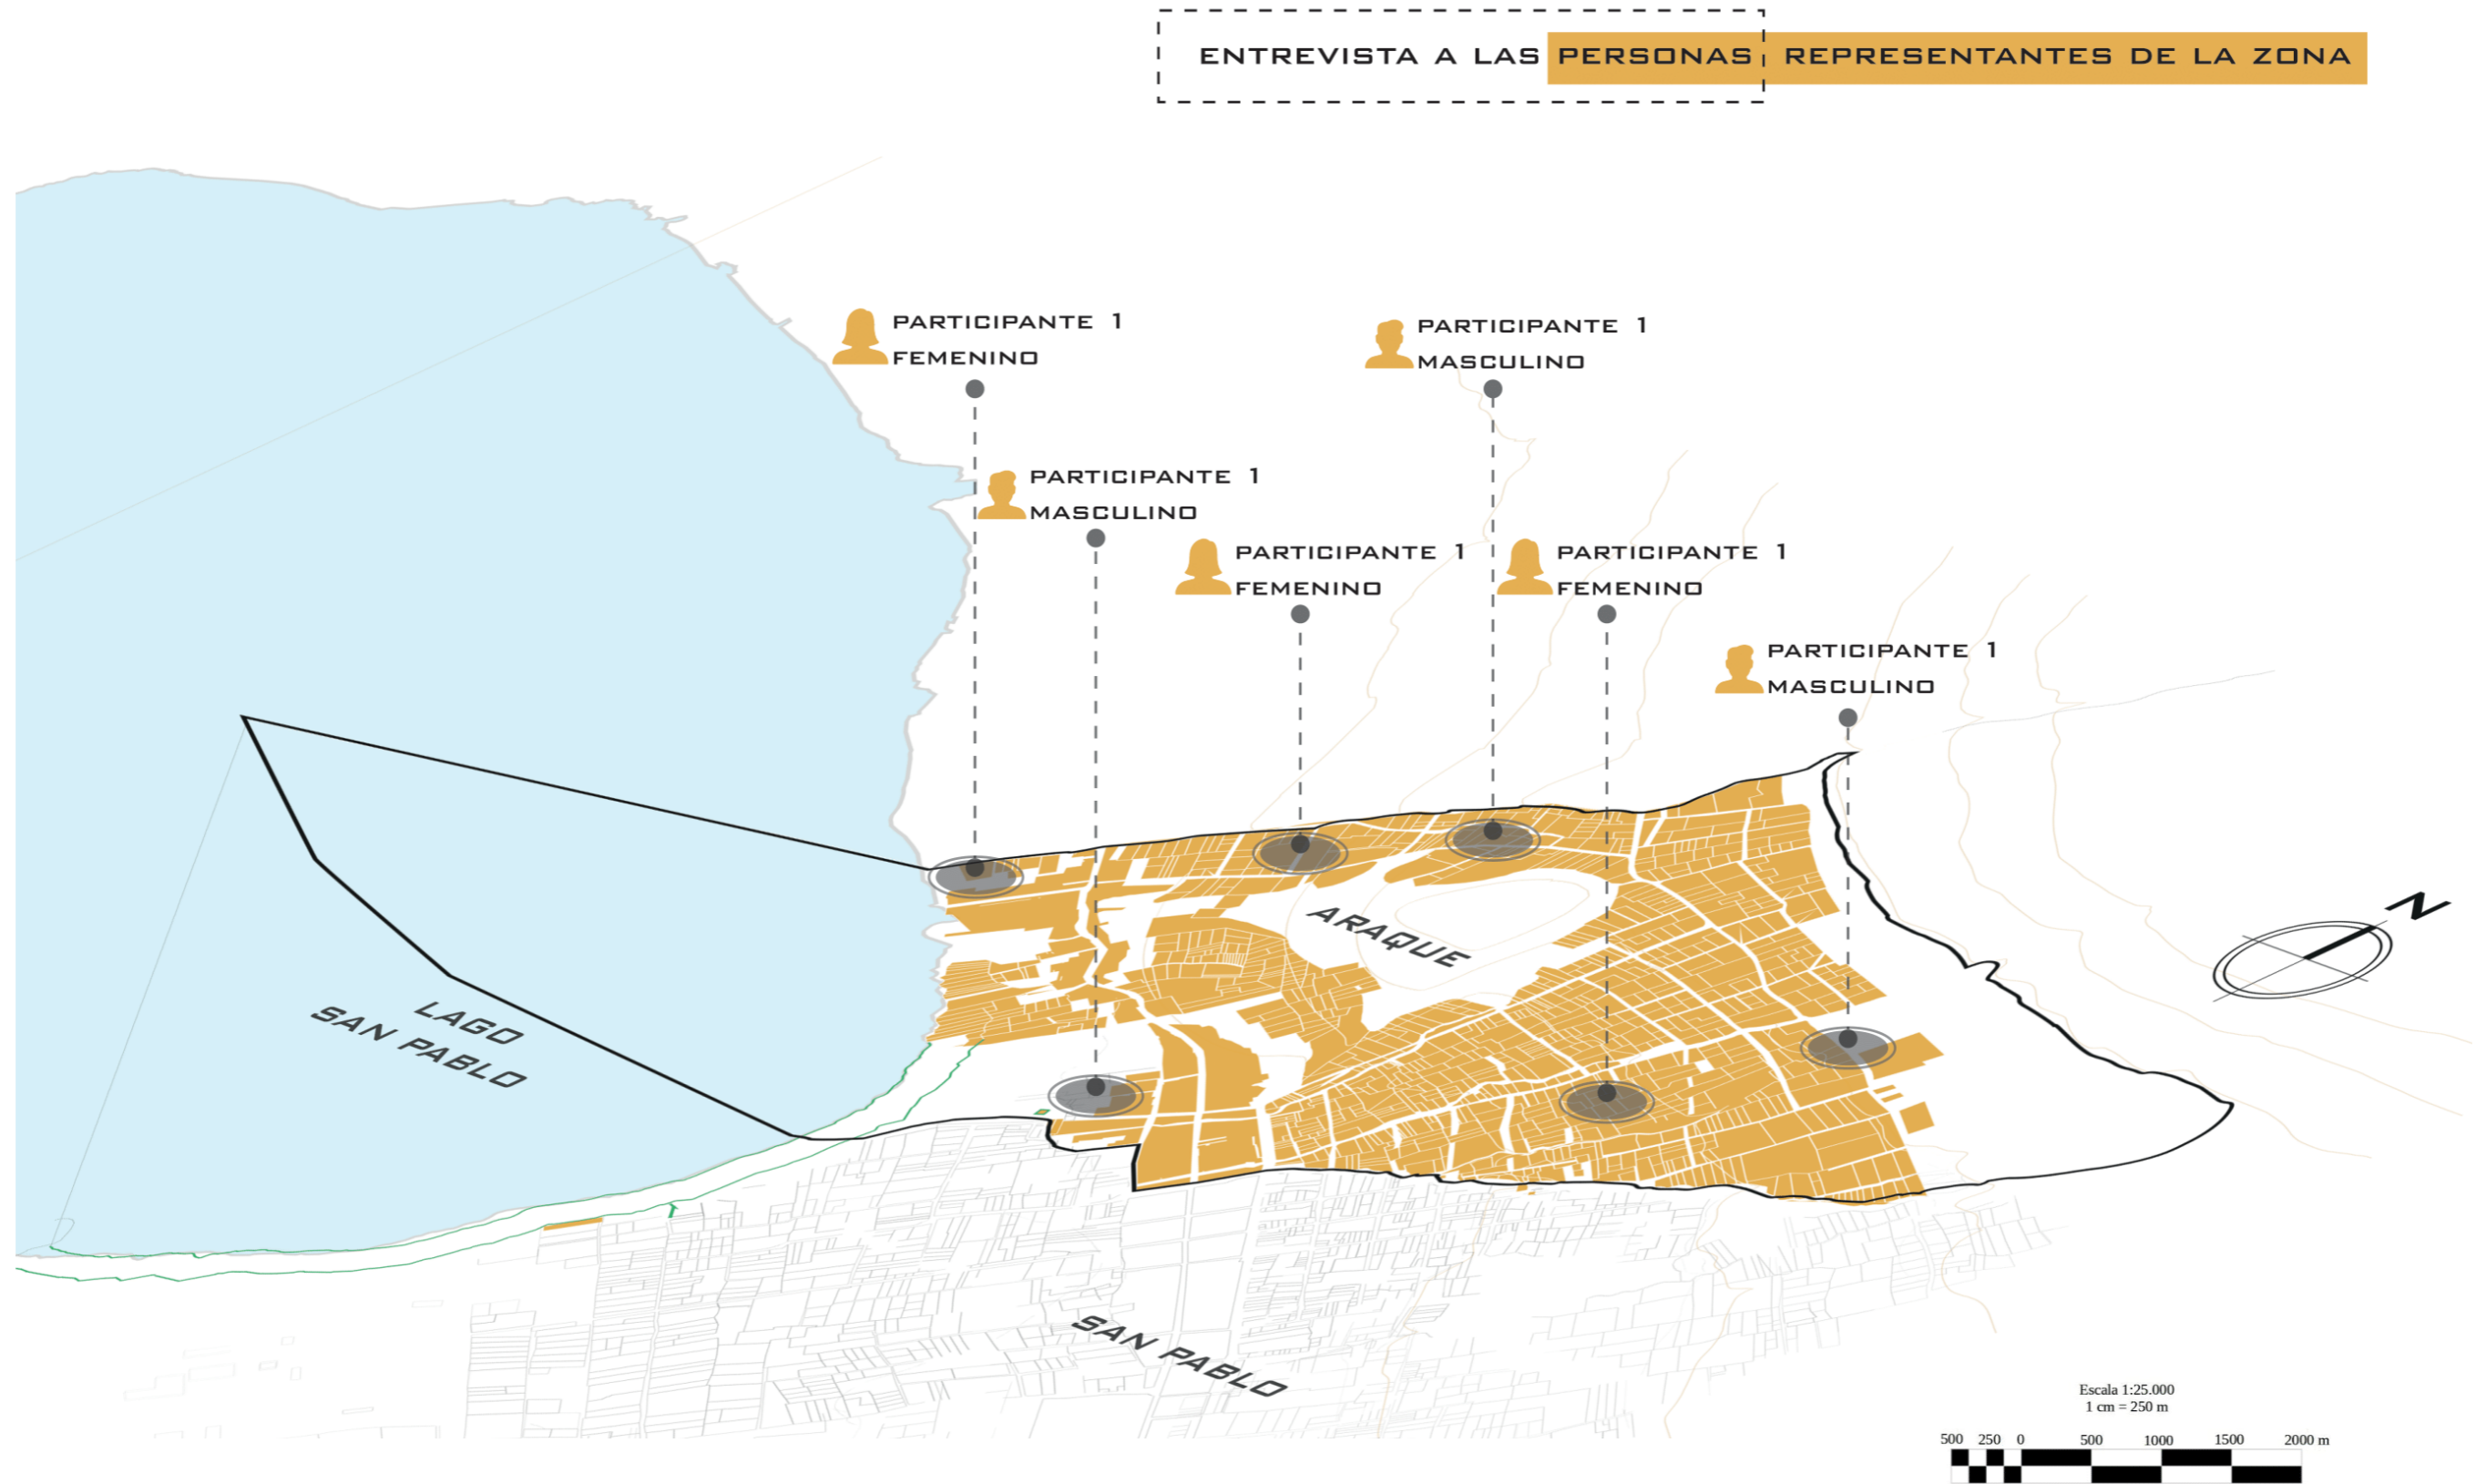 ENTREVISTA A LAS PERSONAS REPRESENTANTES DE LA ZONA
PARTICIPANTE 1
FEMENINO
PARTICIPANTE 1
MASCULINO
PARTICIPANTE 1
MASCULINO
PARTICIPANTE 1
FEMENINO
PARTICIPANTE 1
FEMENINO
PARTICIPANTE 1
MASCULINO
N
ARAQUE
LAGO
SAN PABLO
SAN PABLO
Escala 1:25.000
1 cm = 250 m
500 250 0 500 1000 1500 2000 m